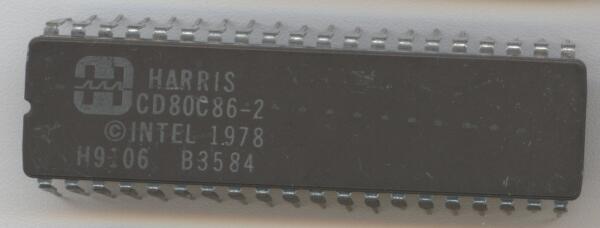 HARRIS
CD80C86-2
©INTEL 1978
H9106 B3584